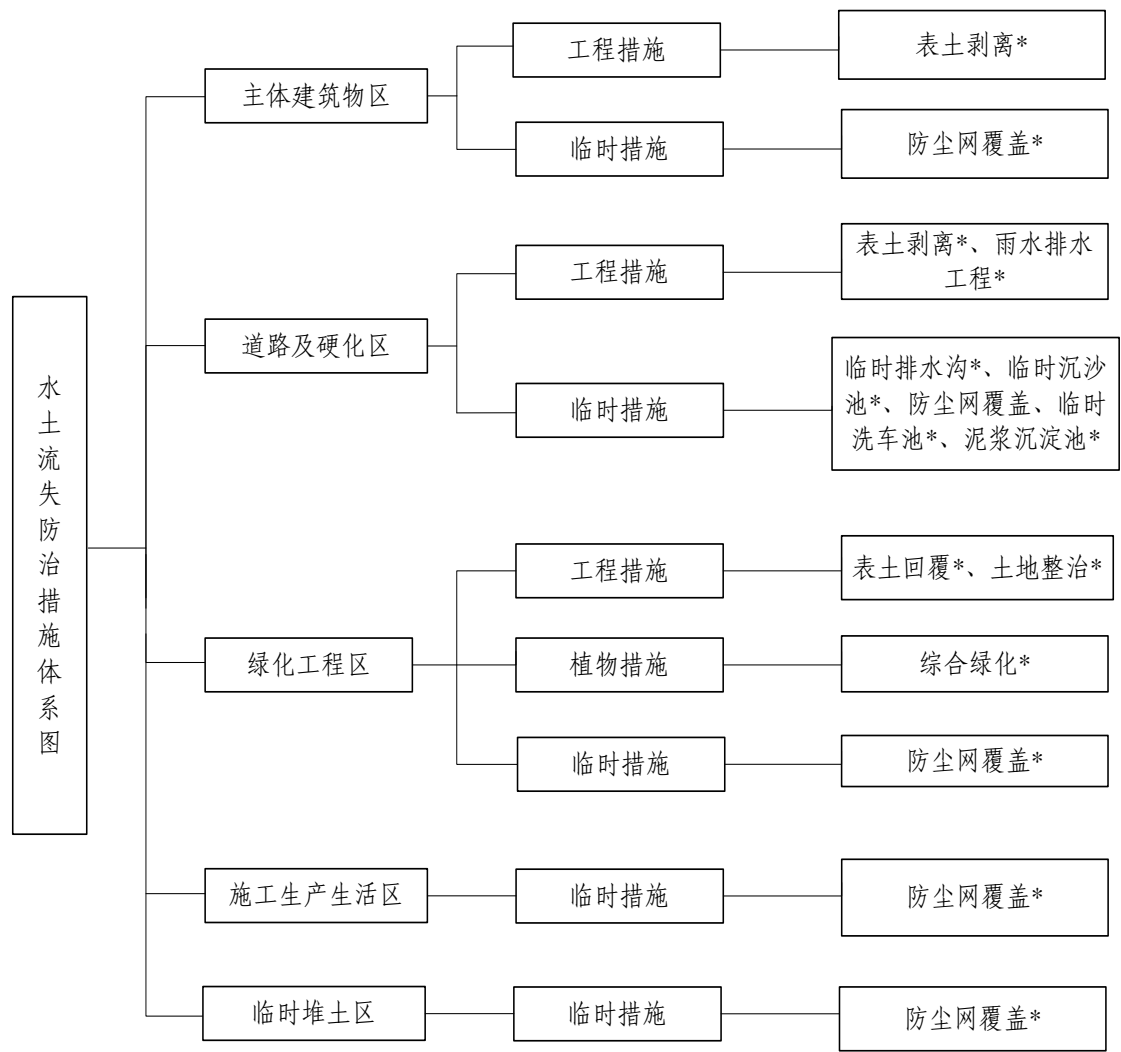 水土流失防治措施体系图
主体建筑物区
工程措施
表土剥离*
临时措施
防尘网覆盖*
道路及硬化区
工程措施
表土剥离*、雨水排水
工程*
临时措施
临时排水沟*、临时沉沙
池*、防尘网覆盖、临时
洗车池*、泥浆沉淀池*
绿化工程区
工程措施
表土回覆*、土地整治*
植物措施
综合绿化*
临时措施
防尘网覆盖*
施工生产生活区
临时措施
防尘网覆盖*
临时堆土区
临时措施
防尘网覆盖*